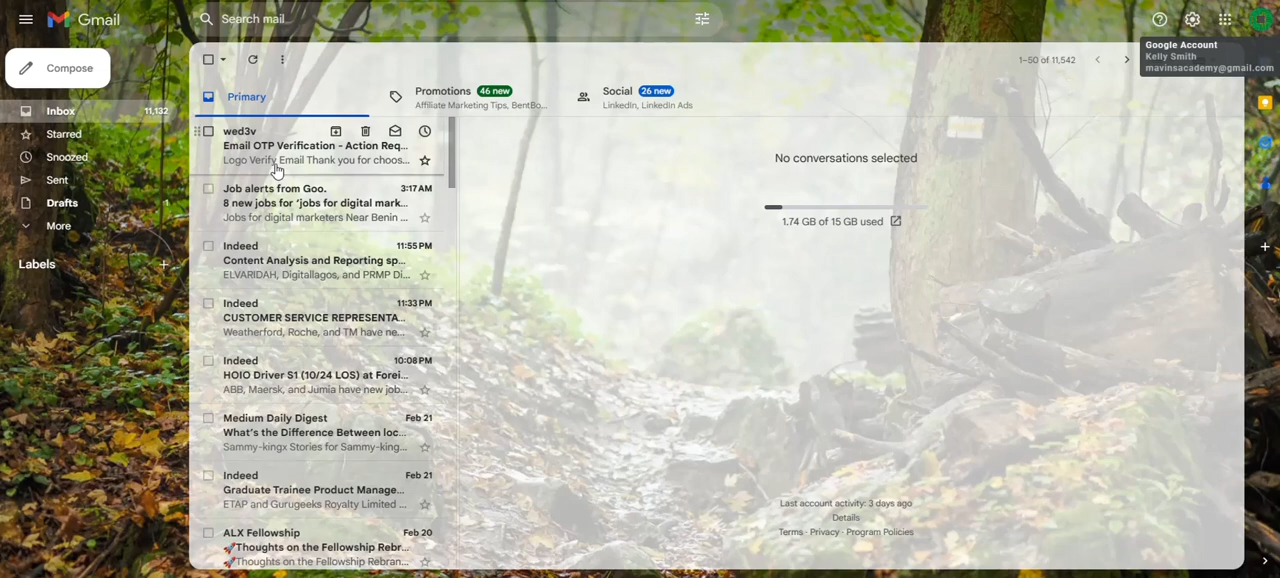 Gmail
Search mail
Google Account
Kelly Smith
mavinsacademy@gmail.com
Compose
1–50 of 11,542
Inbox 11,132
Starred
Snoozed
Sent
Drafts 1
More
Labels
Primary
Promotions 46 new
Affiliate Marketing Tips, BentBo...
Social 26 new
LinkedIn, LinkedIn Ads
wed3v
Email OTP Verification - Action Req...
Logo Verify Email Thank you for choos...
Job alerts from Goo. 3:17 AM
8 new jobs for ‘jobs for digital mark...
Jobs for digital marketers Near Benin ...
Indeed 11:55 PM
Content Analysis and Reporting sp...
ELVARIDAH, Digitallagos, and PRMP Di...
Indeed 11:33 PM
CUSTOMER SERVICE REPRESENTA...
Weatherford, Roche, and TM have ne...
Indeed 10:08 PM
HOIO Driver S1 (10/24 LOS) at Forei...
ABB, Maersk, and Jumia have new job...
Medium Daily Digest Feb 21
What’s the Difference Between loc...
Sammy-kingx Stories for Sammy-king...
Indeed Feb 21
Graduate Trainee Product Manage...
ETAP and Gurugeeks Royalty Limited ...
ALX Fellowship Feb 20
🚀Thoughts on the Fellowship Rebr...
🚀Thoughts on the Fellowship Rebran...
No conversations selected
1.74 GB of 15 GB used
Last account activity: 3 days ago
Details
Terms · Privacy · Program Policies